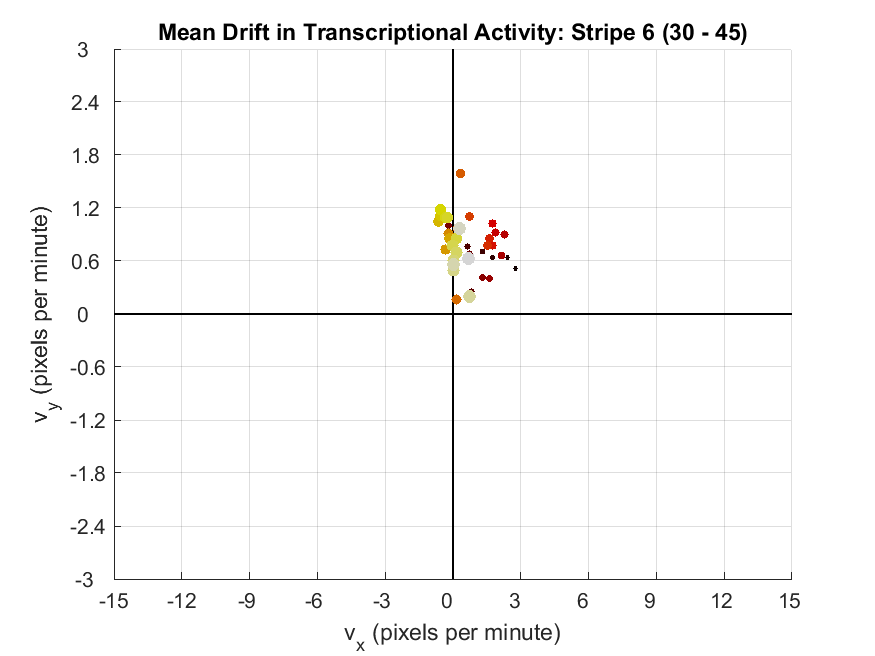 Mean Drift in Transcriptional Activity: Stripe 6 (30 - 45)
3
2.4
1.8
1.2
0.6
0
-0.6
-1.2
-1.8
-2.4
-3
v_y (pixels per minute)
-15 -12 -9 -6 -3 0 3 6 9 12 15
v_x (pixels per minute)